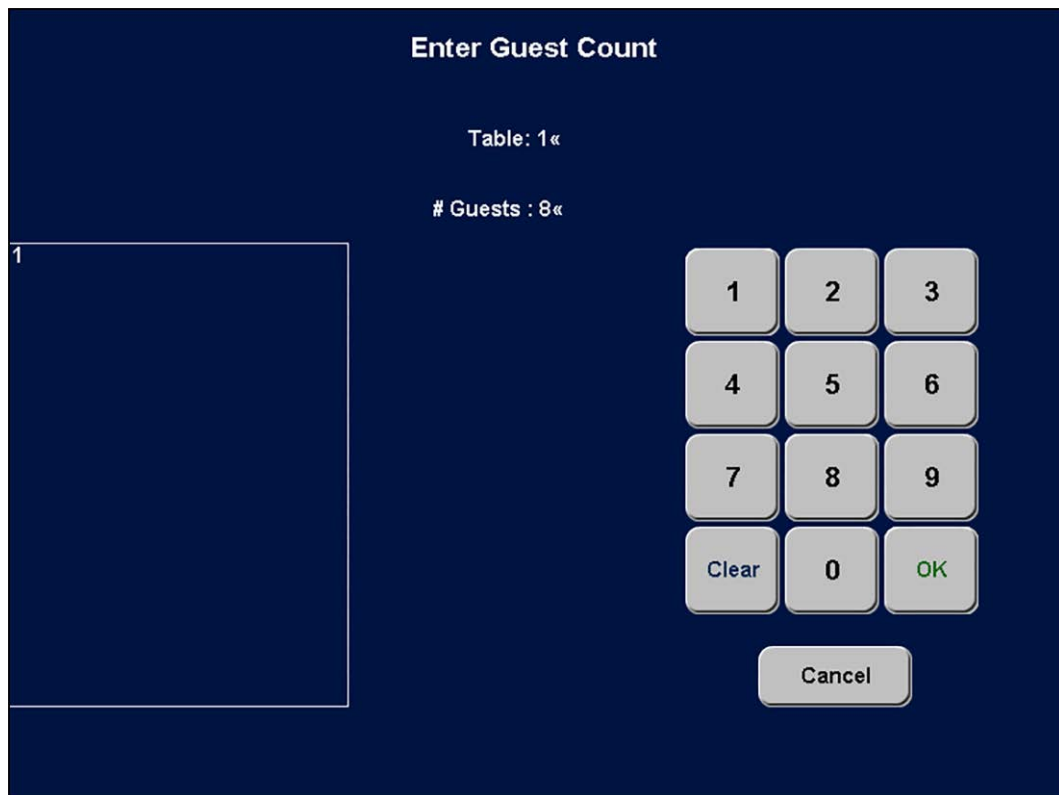 Enter Guest Count
Table: 1«
# Guests : 8«
1
1 2 3
4 5 6
7 8 9
Clear 0 OK
Cancel